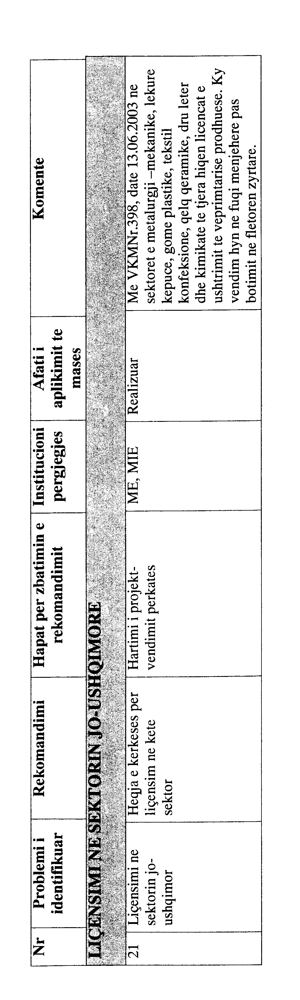 Nr
Problemi i
identifikuar
Rekomandimi
Hapat per zbatimin e
rekomandimit
Institucioni
pergjegjes
Afati i
aplikimit te
mases
Komente
LIÇENSIMI NE SEKTORIN JO-USHQIMORE
21
Liçensimi ne
sektorin jo-
ushqimor
Heqja e kerkeses per
liçensim ne kete
sektor
Hartimi i projekt-
vendimit perkates
ME, MIE
Realizuar
Me VKMNr.398, date 13.06.2003 ne
sektoret e metalurgji –mekanike, lekure
kepuce, gome plastike, tekstil
konfeksione, qelq qeramike, dru leter
dhe kimikate te tjera hiqen licencat e
ushtrimit te veprimtarise prodhuese. Ky
vendim hyn ne fuqi menjehere pas
botimit ne fletoren zyrtare.